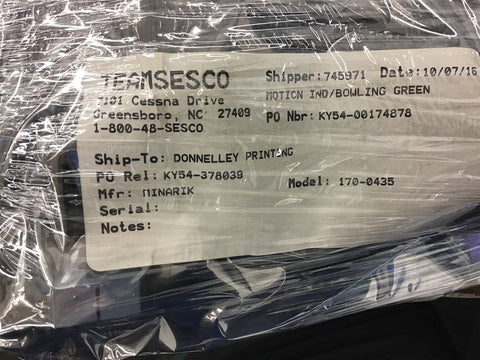 TEAMSESCO
7101 Cessna Drive
Greensboro, NC 27409
1-800-48-SESCO
Shipper:745971 Date:10/07/16
MOTION IND/BOWLING GREEN
PO Nbr: KY54-00174878
Ship-To: DONNELLEY PRINTING
PO Rel: KY54-378039
Mfr: MINARIK
Model: 170-0435
Serial:
Notes: